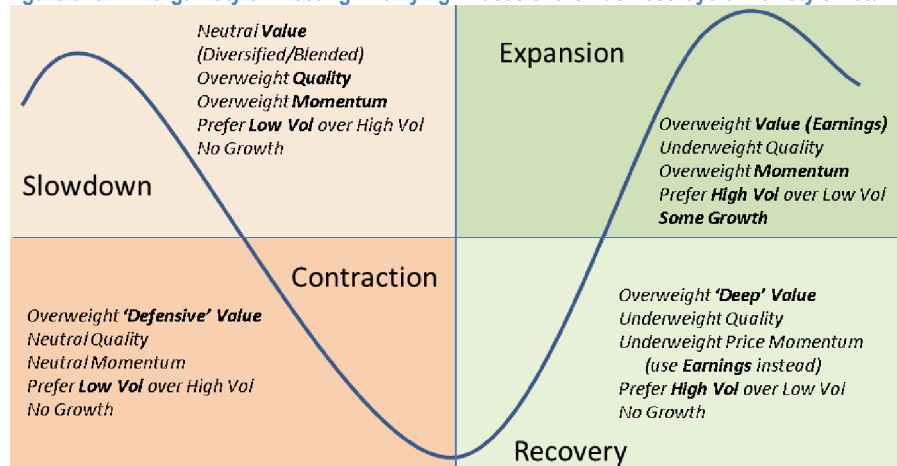 Neutral Value
(Diversified/Blended)
Overweight Quality
Overweight Momentum
Prefer Low Vol over High Vol
No Growth
Slowdown
Expansion
Overweight Value (Earnings)
Underweight Quality
Overweight Momentum
Prefer High Vol over Low Vol
Some Growth
Contraction
Overweight ‘Defensive’ Value
Neutral Quality
Neutral Momentum
Prefer Low Vol over High Vol
No Growth
Overweight ‘Deep’ Value
Underweight Quality
Underweight Price Momentum
(use Earnings instead)
Prefer High Vol over Low Vol
No Growth
Recovery